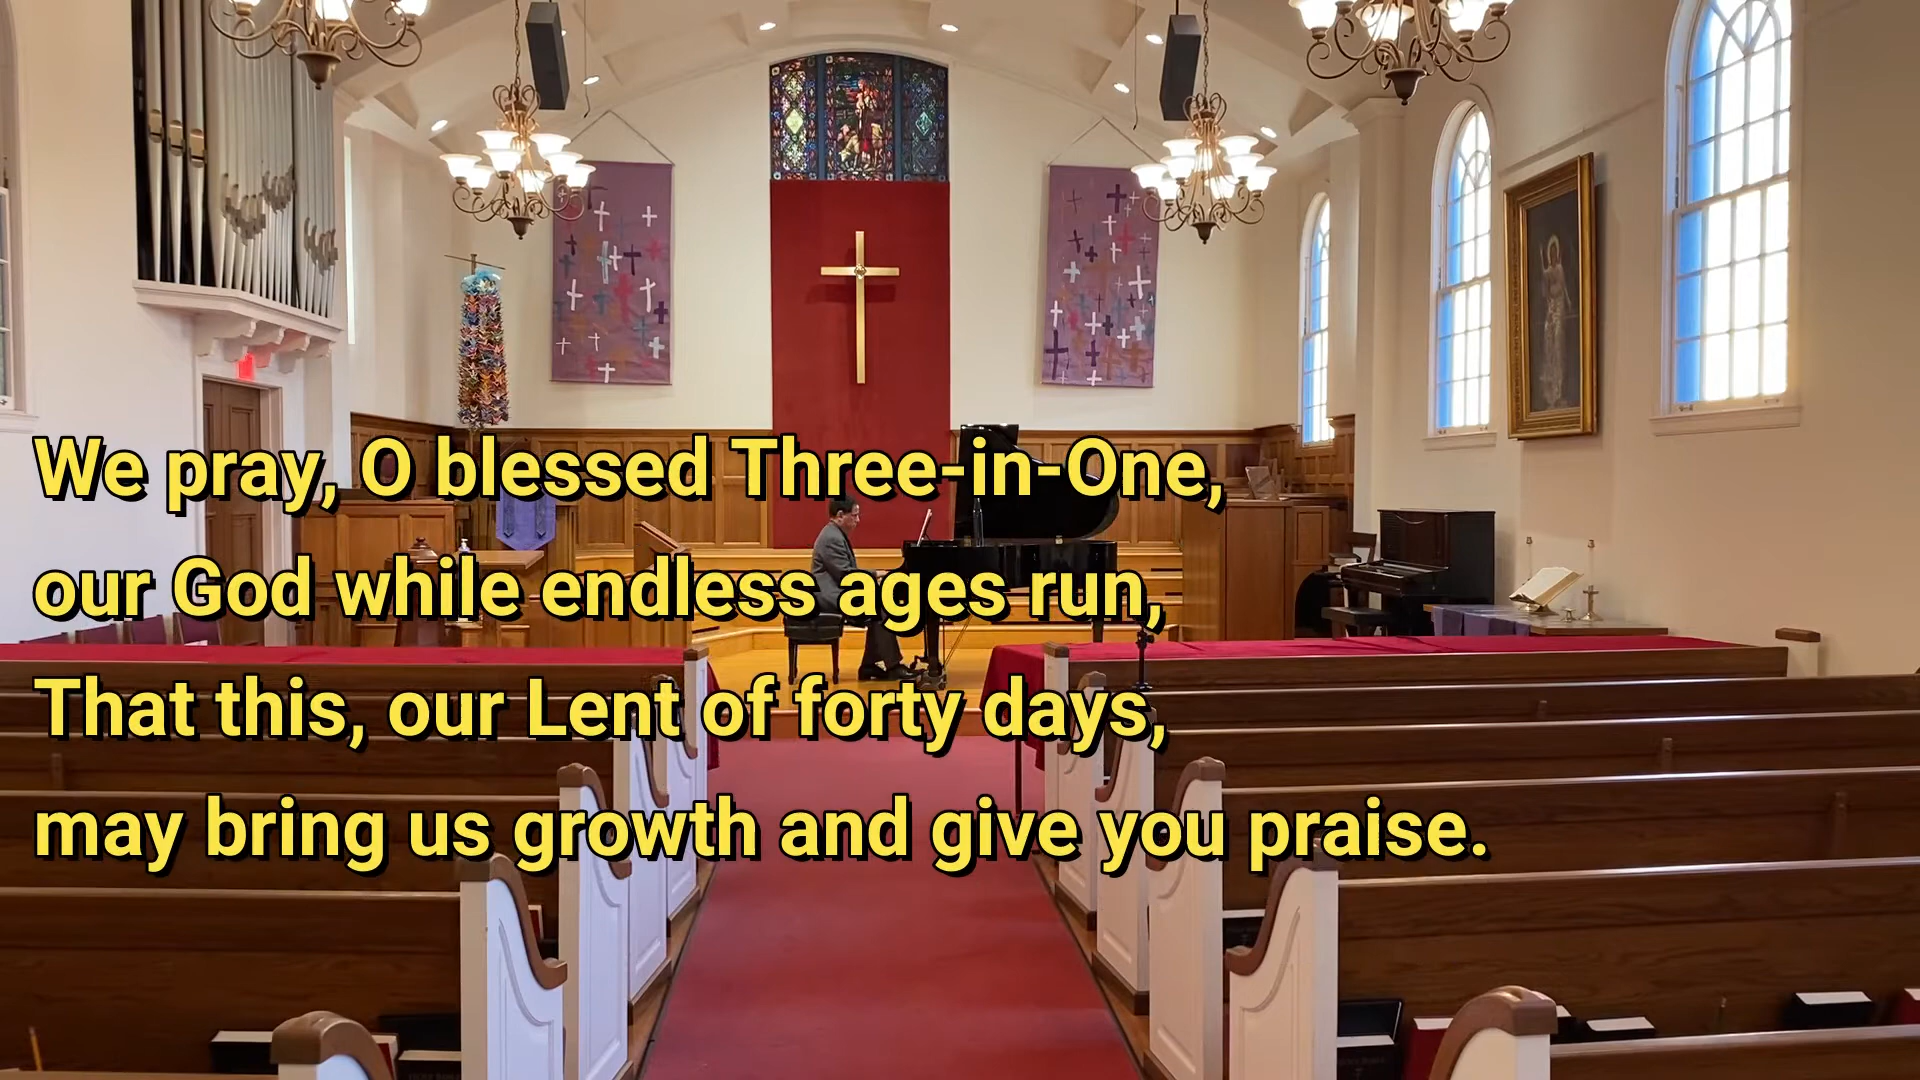 We pray, O blessed Three-in-One,
our God while endless ages run,
That this, our Lent of forty days,
may bring us growth and give you praise.